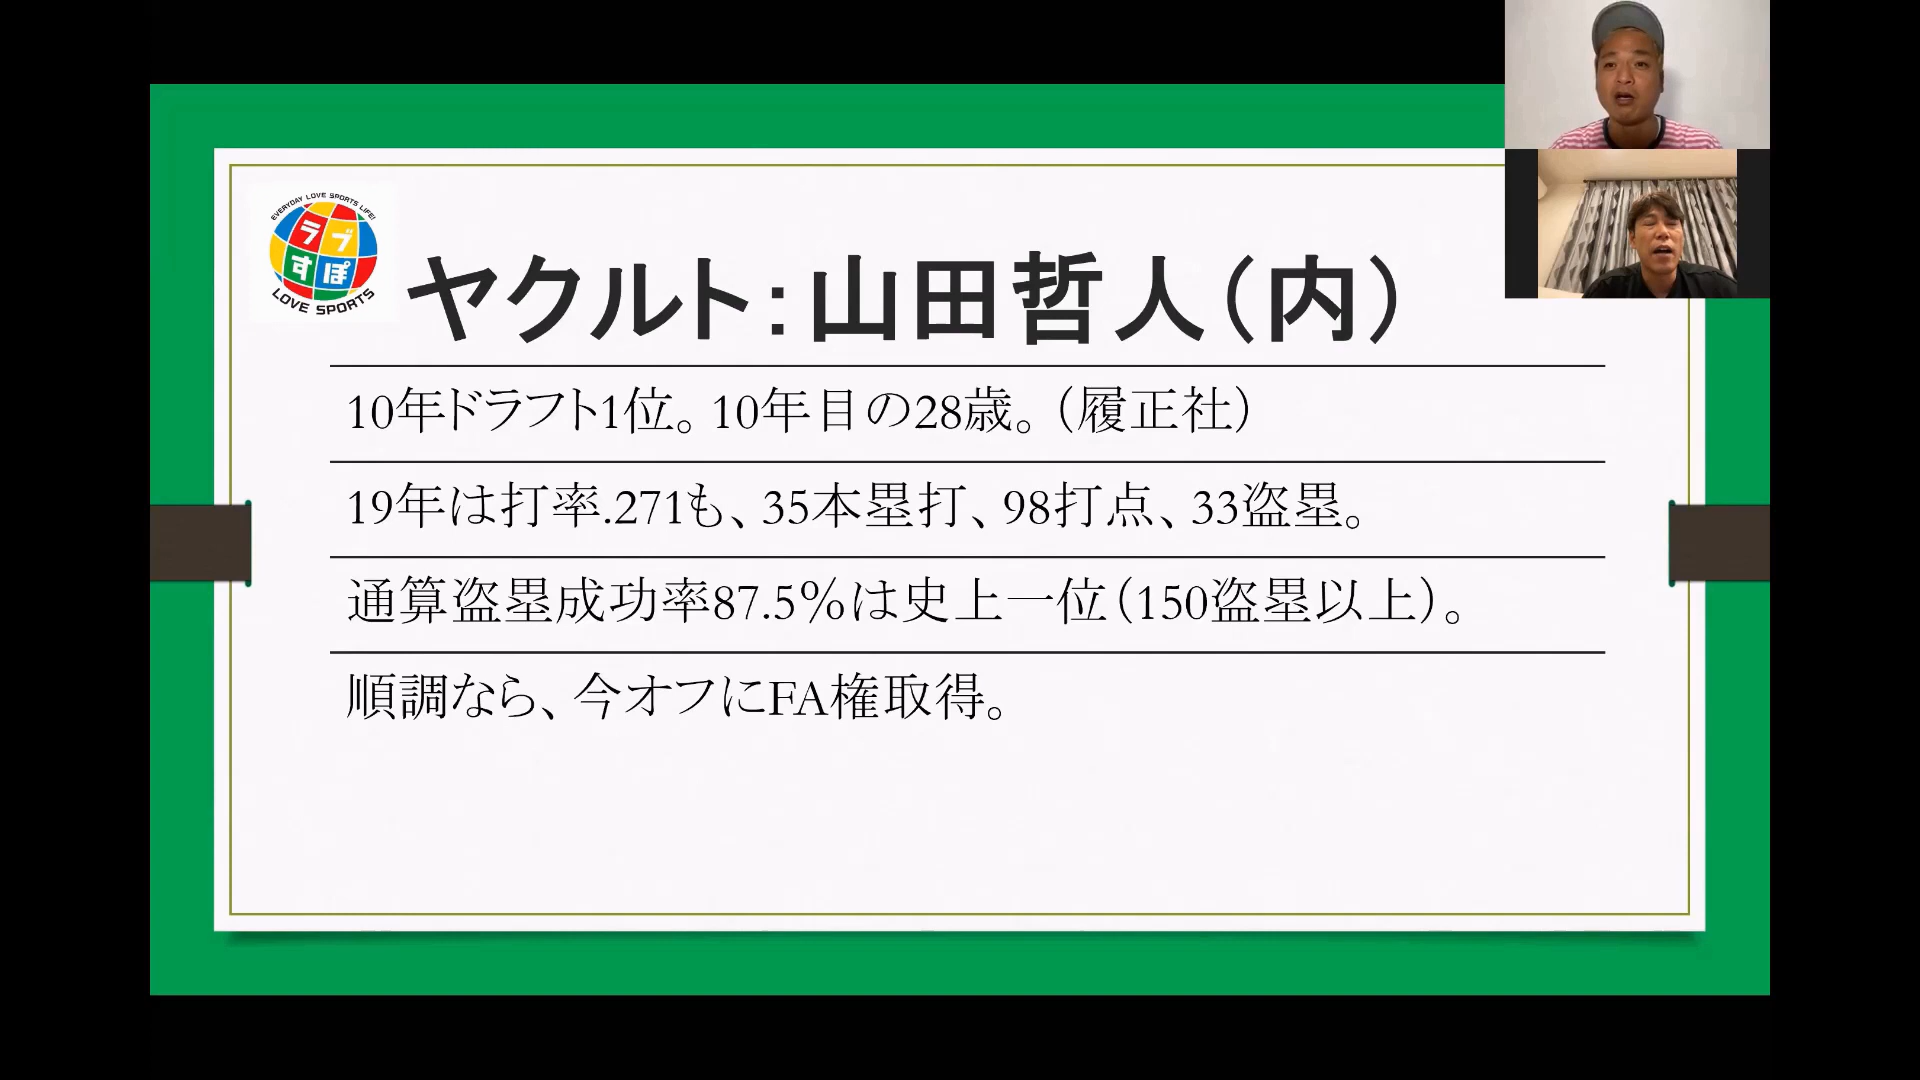 EVERYDAY LOVE SPORTS LIFE!
ラブ
すぽ
LOVE SPORTS
ヤクルト：山田哲人（内）
10年ドラフト1位。10年目の28歳。（履正社）
19年は打率.271も、35本塁打、98打点、33盗塁。
通算盗塁成功率87.5％は史上一位（150盗塁以上）。
順調なら、今オフにFA権取得。